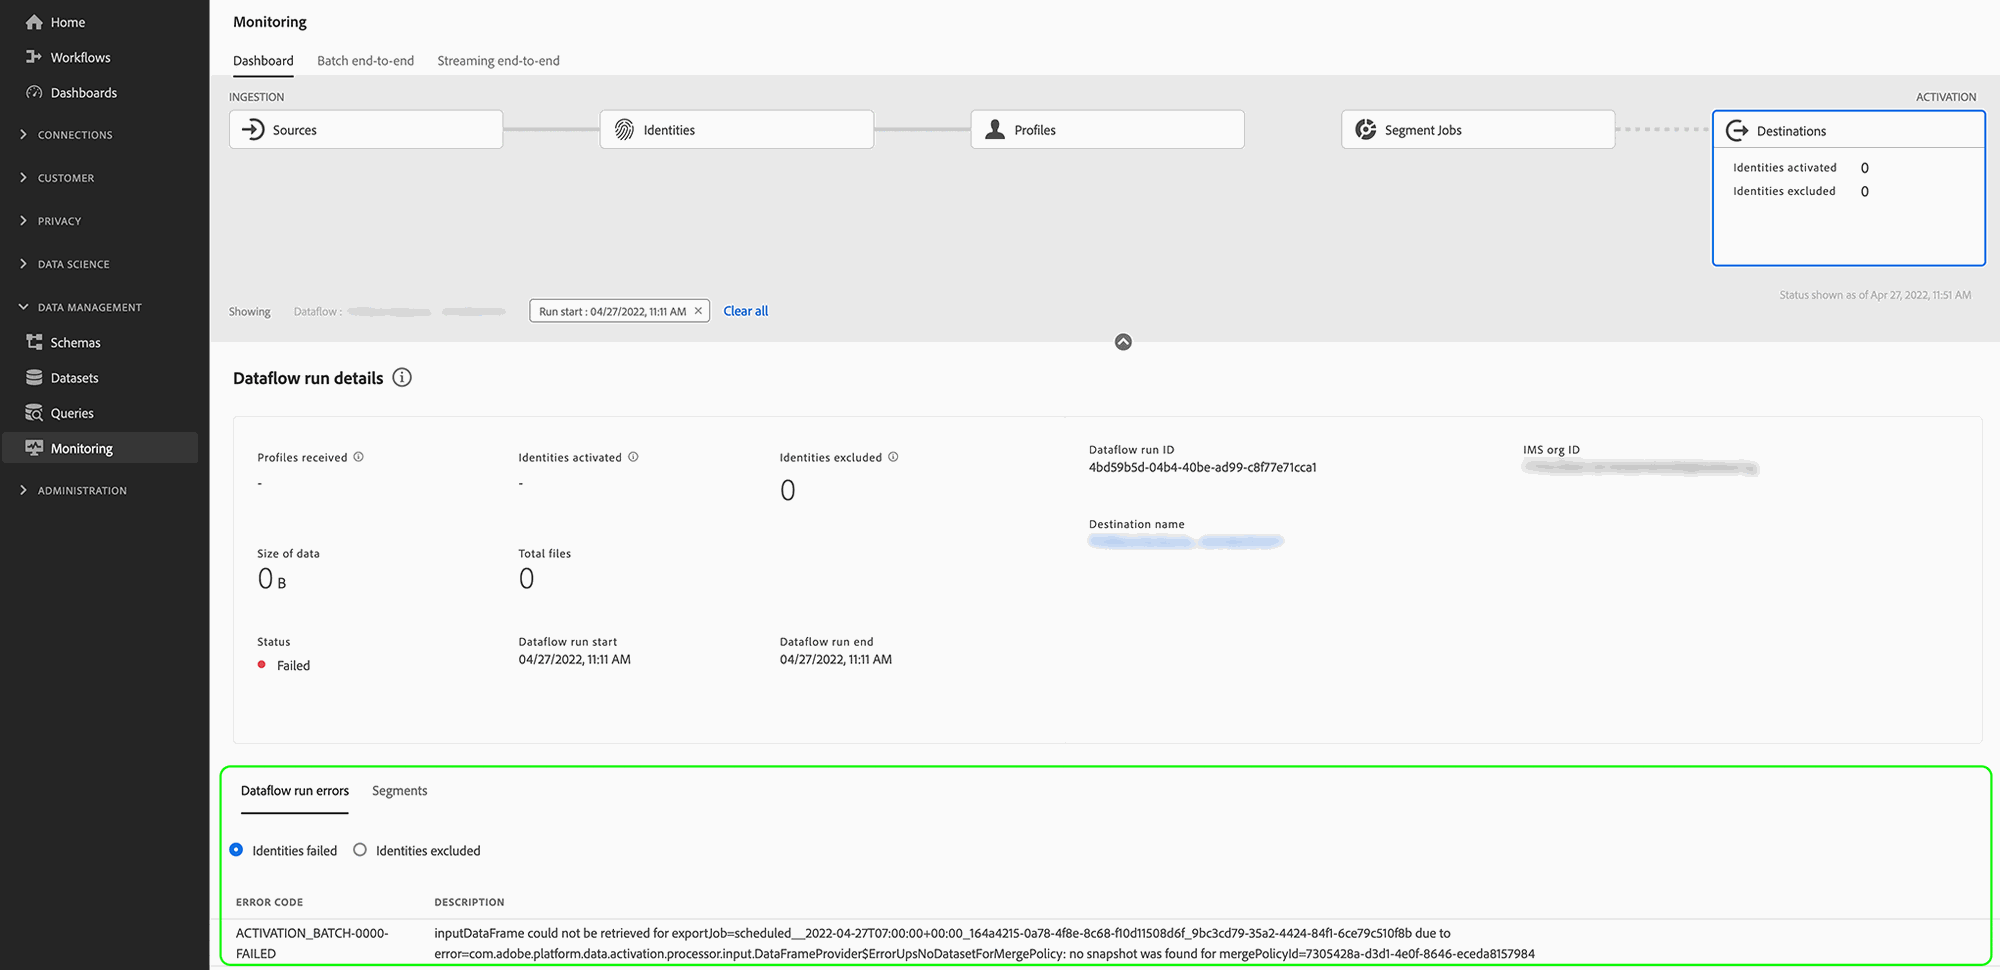 Home
Workflows
Dashboards
CONNECTIONS
CUSTOMER
PRIVACY
DATA SCIENCE
DATA MANAGEMENT
Schemas
Datasets
Queries
Monitoring
ADMINISTRATION
Monitoring
Dashboard Batch end-to-end Streaming end-to-end
INGESTION ACTIVATION
Sources Identities Profiles Segment Jobs Destinations
Identities activated 0
Identities excluded 0
Status shown as of Apr 27, 2022, 11:51 AM
Showing Dataflow : Run start : 04/27/2022, 11:11 AM Clear all
Dataflow run details
Profiles received Identities activated Identities excluded
- - 0
Dataflow run ID IMS org ID
4bd59b5d-04b4-40be-ad99-c8f77e71cca1
Destination name
Size of data Total files
0 B 0
Status Dataflow run start Dataflow run end
Failed 04/27/2022, 11:11 AM 04/27/2022, 11:11 AM
Dataflow run errors Segments
Identities failed Identities excluded
ERROR CODE DESCRIPTION
ACTIVATION_BATCH-0000- inputDataFrame could not be retrieved for exportJob=scheduled__2022-04-27T07:00:00+00:00_164a4215-0a78-4f8e-8c68-f10d11508d6f_9bc3cd79-35a2-4424-84f1-6ce79c510f8b due to
FAILED error=com.adobe.platform.data.activation.processor.input.DataFrameProvider$ErrorUpsNoDatasetForMergePolicy: no snapshot was found for mergePolicyId=7305428a-d3d1-4e0f-8646-eceda8157984